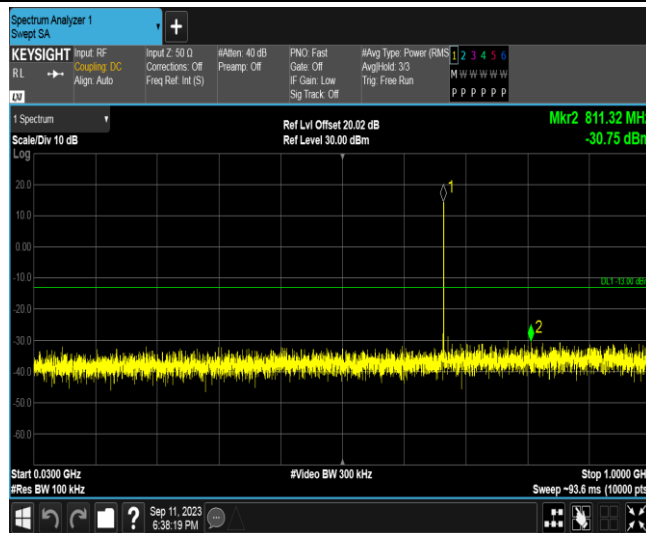 Spectrum Analyzer 1
Swept SA
+
KEYSIGHT Input: RF Input Z: 50 Ω #Atten: 40 dB PNO: Fast #Avg Type: Power (RMS 1 2 3 4 5 6
RL Coupling: DC Corrections: Off Preamp: Off Gate: Off Avg|Hold: 3/3 M W W W W W
Align: Auto Freq Ref: Int (S) IF Gain: Low Trig: Free Run
LXI Sig Track: Off P P P P P P
1 Spectrum Ref Lvl Offset 20.02 dB Mkr2 811.32 MHz
Scale/Div 10 dB Ref Level 30.00 dBm -30.75 dBm
Log
20.0
1
10.0
0.00
-10.0
DL1 -13.00 dBm
-20.0
2
-30.0
-40.0
-50.0
-60.0
Start 0.0300 GHz #Video BW 300 kHz Stop 1.0000 GHz
#Res BW 100 kHz Sweep ~93.6 ms (10000 pts
? Sep 11, 2023
6:38:19 PM